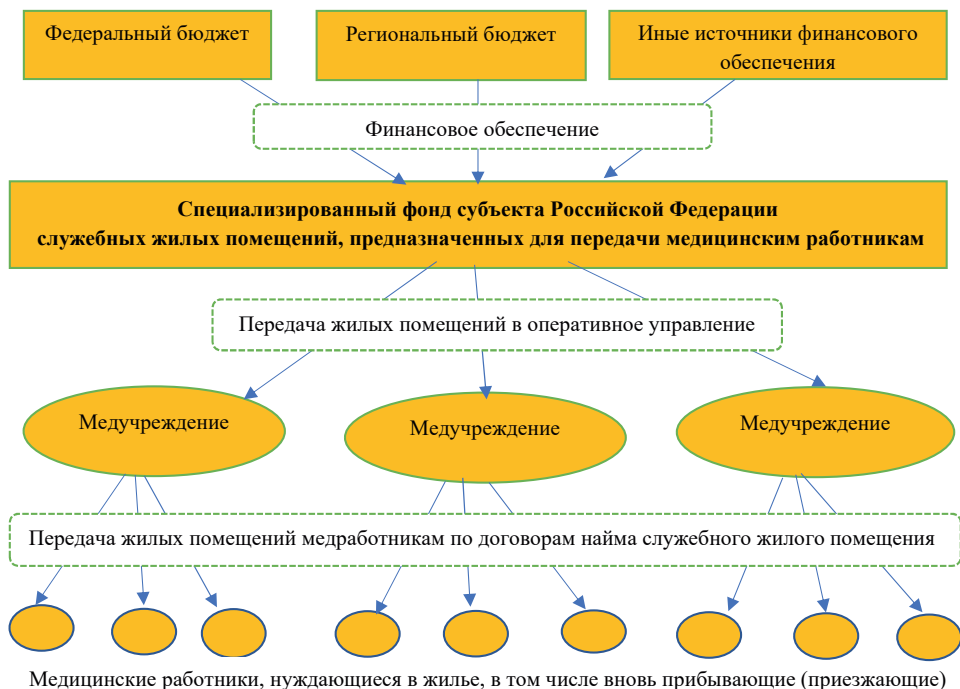 Федеральный бюджет
Региональный бюджет
Иные источники финансового
обеспечения
Финансовое обеспечение
Специализированный фонд субъекта Российской Федерации
служебных жилых помещений, предназначенных для передачи медицинским работникам
Передача жилых помещений в оперативное управление
Медучреждение
Медучреждение
Медучреждение
Передача жилых помещений медработникам по договорам найма служебного жилого помещения
Медицинские работники, нуждающиеся в жилье, в том числе вновь прибывающие (приезжающие)